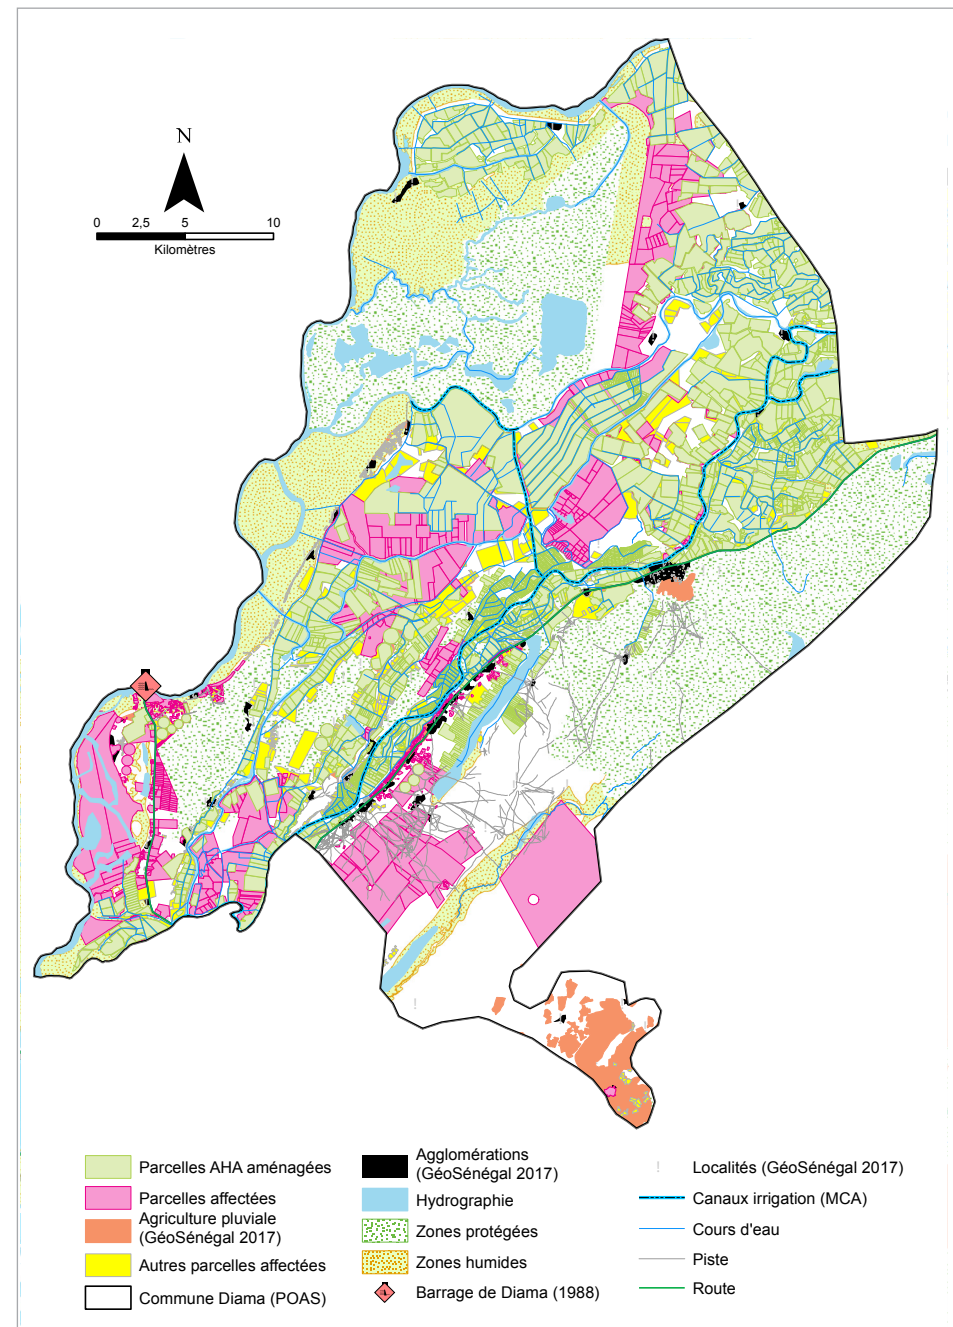 N
0 2,5 5 10
Kilomètres
Parcelles AHA aménagées
Parcelles affectées
Agriculture pluviale
(GéoSénégal 2017)
Autres parcelles affectées
Commune Diama (POAS)
Agglomérations
(GéoSénégal 2017)
Hydrographie
Zones protégées
Zones humides
Barrage de Diama (1988)
Localités (GéoSénégal 2017)
Canaux irrigation (MCA)
Cours d'eau
Piste
Route